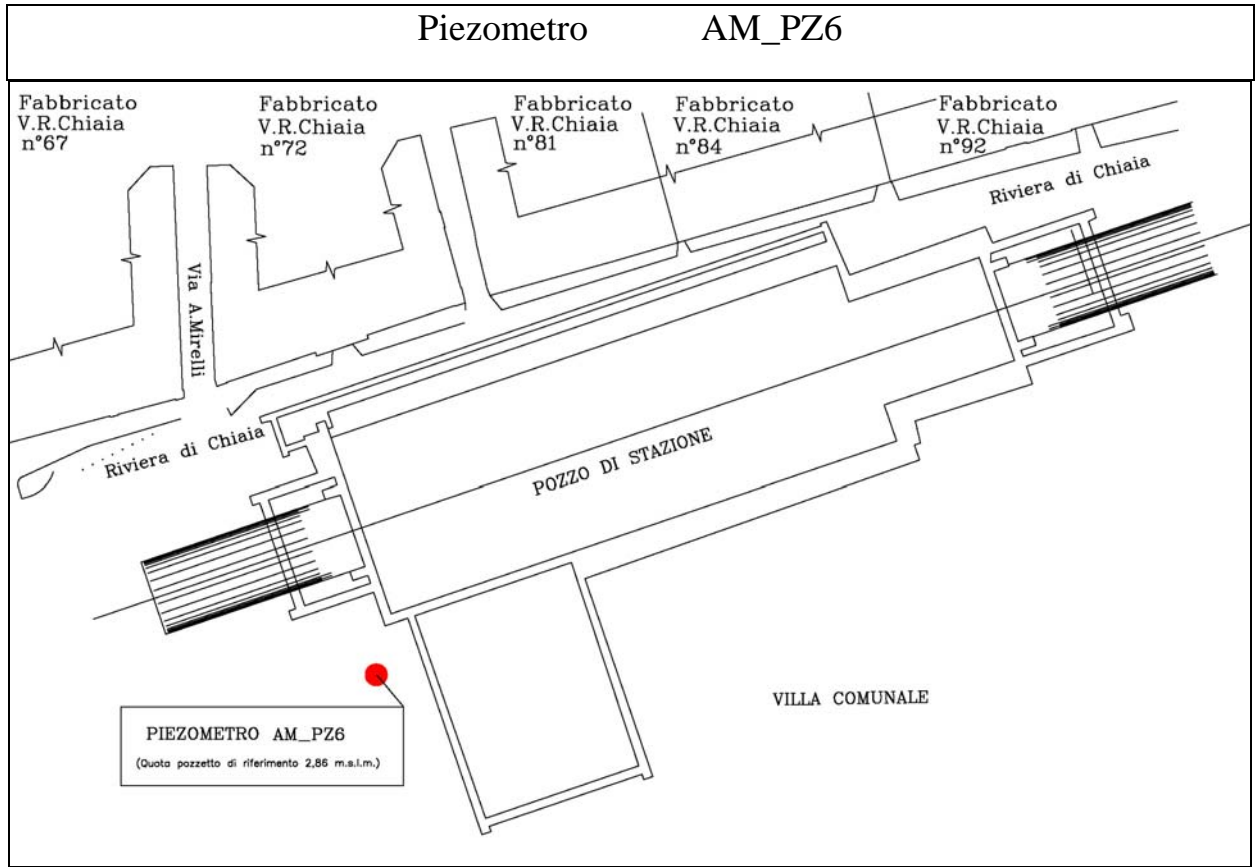 Piezometro AM_PZ6
Fabbricato
V.R.Chiaia
n°67
Fabbricato
V.R.Chiaia
n°72
Fabbricato
V.R.Chiaia
n°81
Fabbricato
V.R.Chiaia
n°84
Fabbricato
V.R.Chiaia
n°92
Riviera di Chiaia
Via A.Mirelli
Riviera di Chiaia
POZZO DI STAZIONE
VILLA COMUNALE
PIEZOMETRO AM_PZ6
(Quota pozzetto di riferimento 2,86 m.s.l.m.)